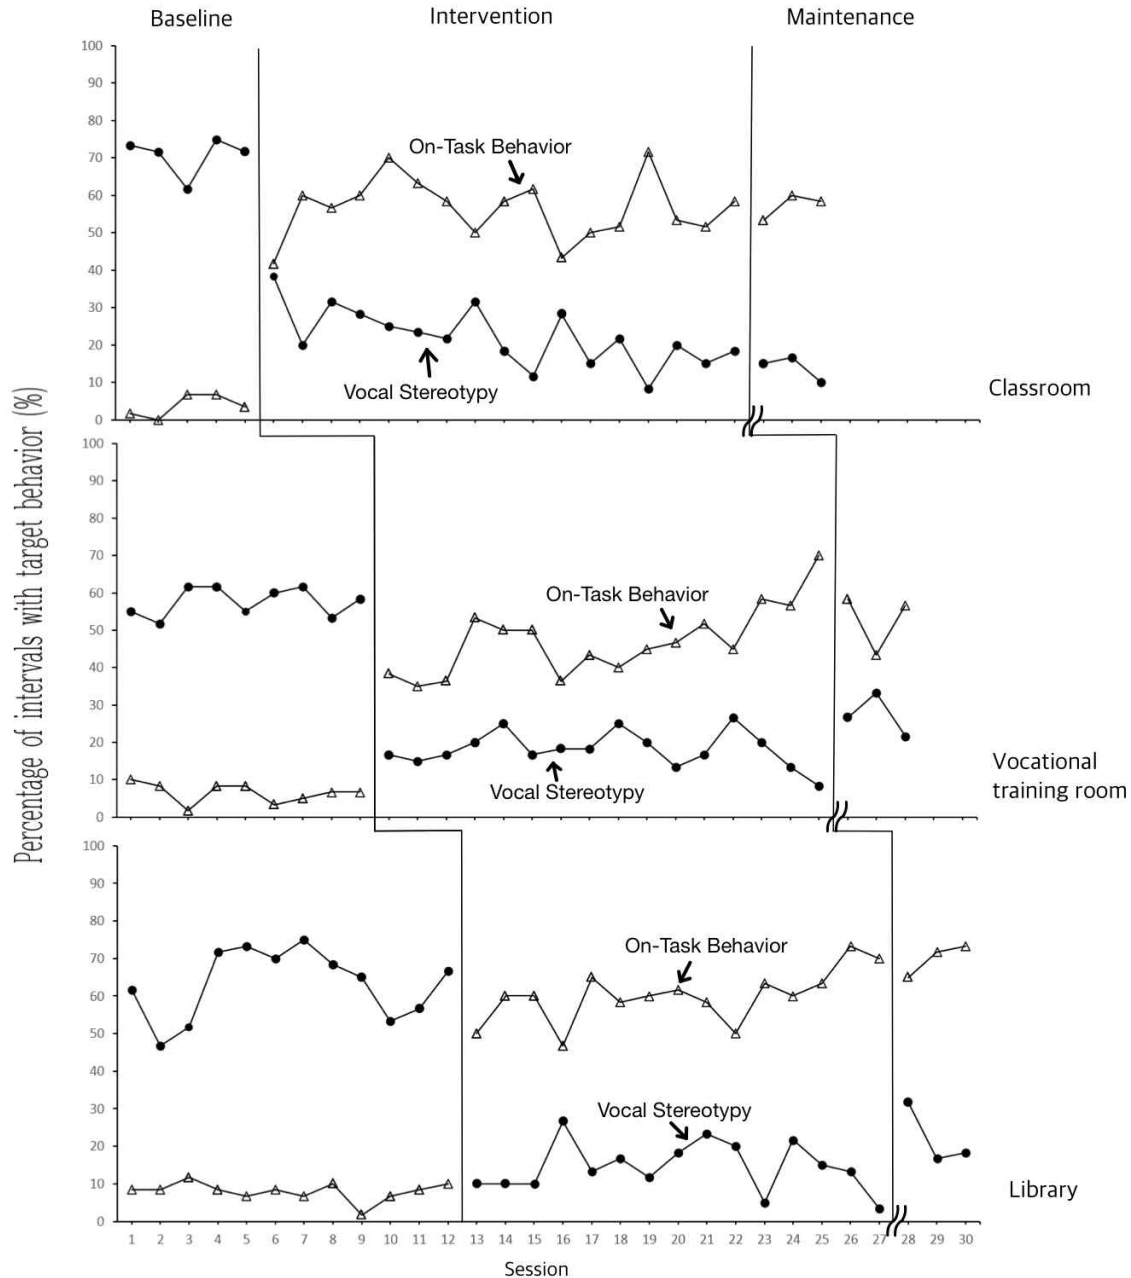 Baseline Intervention Maintenance
100
90
80
70
60
50
40
30
20
10
0
On-Task Behavior
Vocal Stereotypy
Classroom
Percentage of intervals with target behavior (%)
100
90
80
70
60
50
40
30
20
10
0
On-Task Behavior
Vocal Stereotypy
Vocational
training room
100
90
80
70
60
50
40
30
20
10
0
On-Task Behavior
Vocal Stereotypy
Library
1 2 3 4 5 6 7 8 9 10 11 12 13 14 15 16 17 18 19 20 21 22 23 24 25 26 27 28 29 30
Session